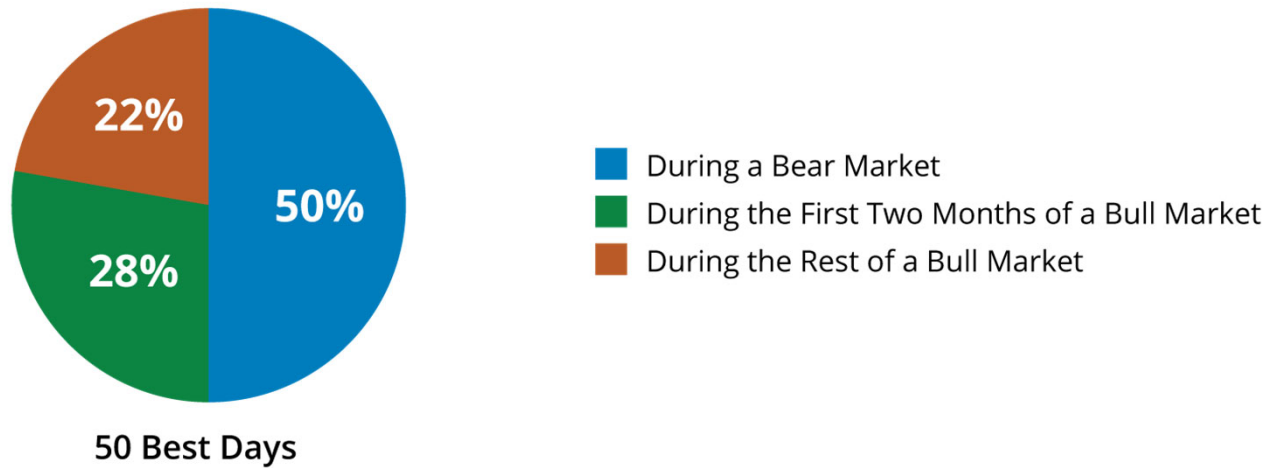 22%
50%
28%
50 Best Days
During a Bear Market
During the First Two Months of a Bull Market
During the Rest of a Bull Market